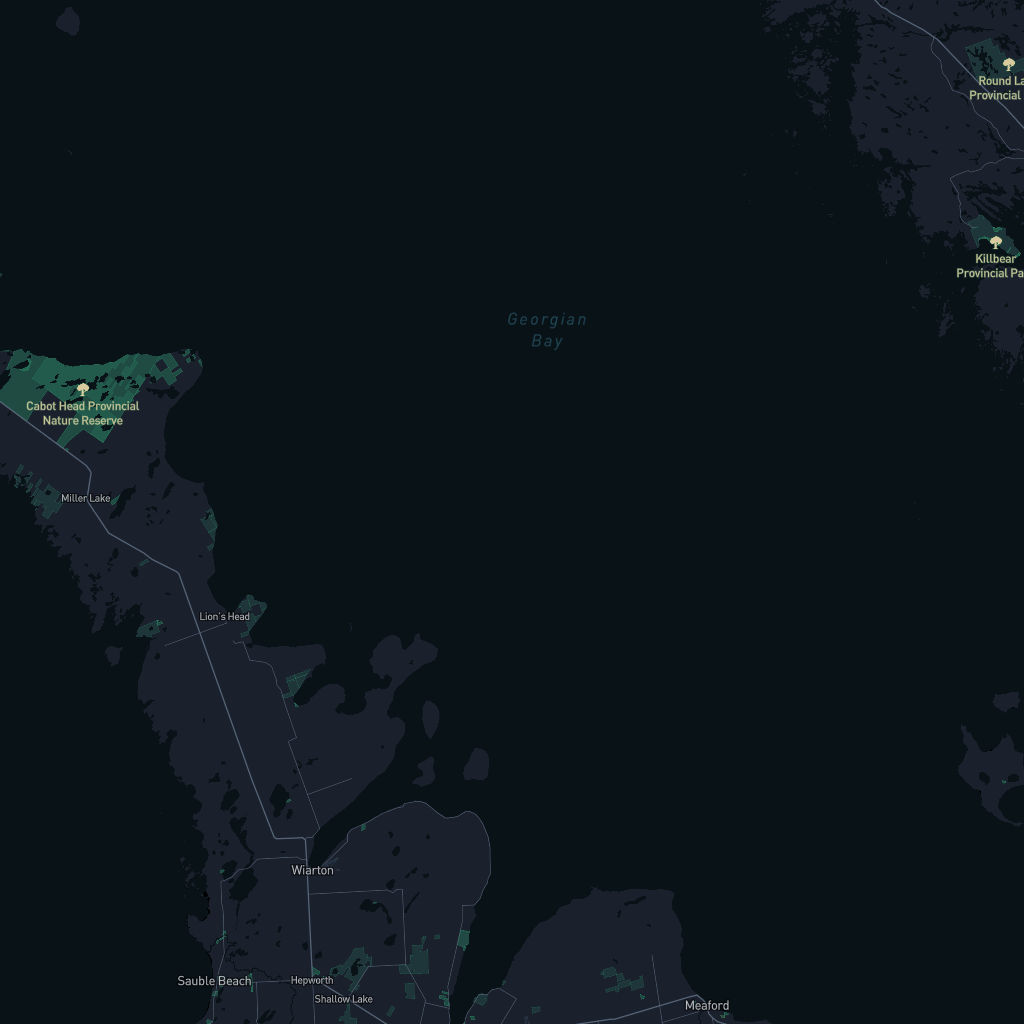 Round La
Provincial
Killbear
Provincial Pa
Georgian
Bay
Cabot Head Provincial
Nature Reserve
Miller Lake
Lion's Head
Wiarton
Sauble Beach
Hepworth
Shallow Lake
Meaford